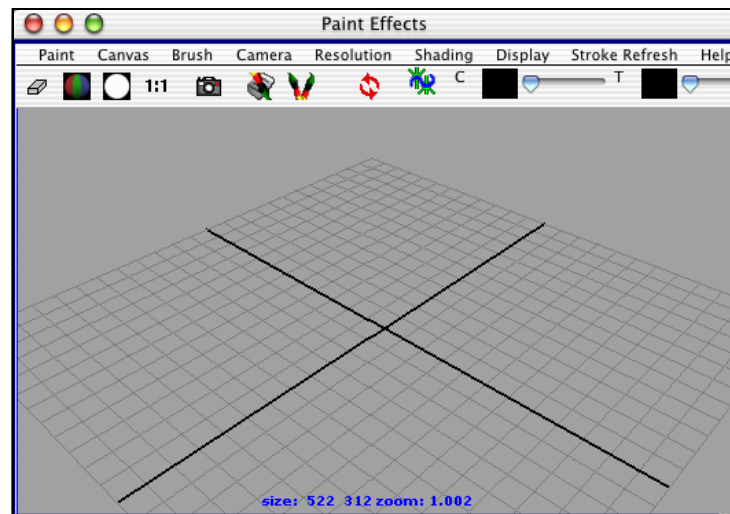 Paint Effects
Paint Canvas Brush Camera Resolution Shading Display Stroke Refresh Help
1:1 C T
size: 522 312 zoom: 1.002